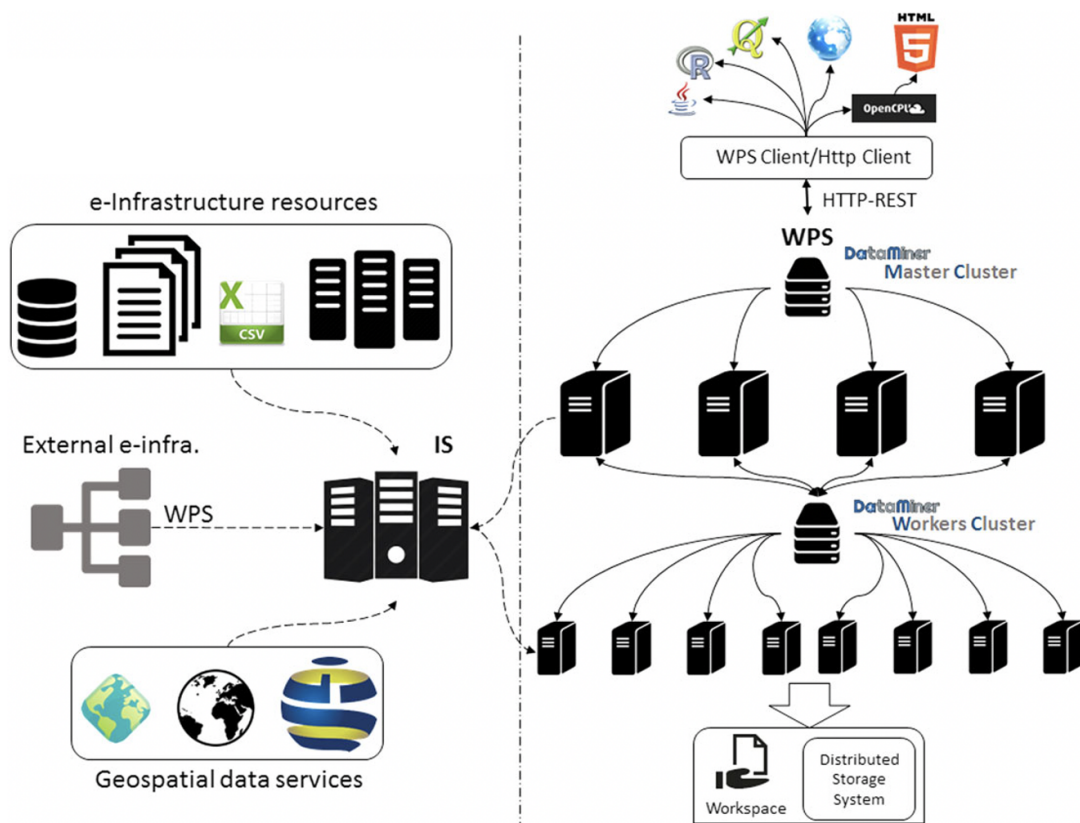 HTML
5
R
Q
Java
OpenCPU
WPS Client/Http Client
HTTP-REST
WPS
DataMiner
Master Cluster
e-Infrastructure resources
X
CSV
External e-infra.
WPS
IS
DataMiner
Workers Cluster
Geospatial data services
Workspace
Distributed
Storage
System